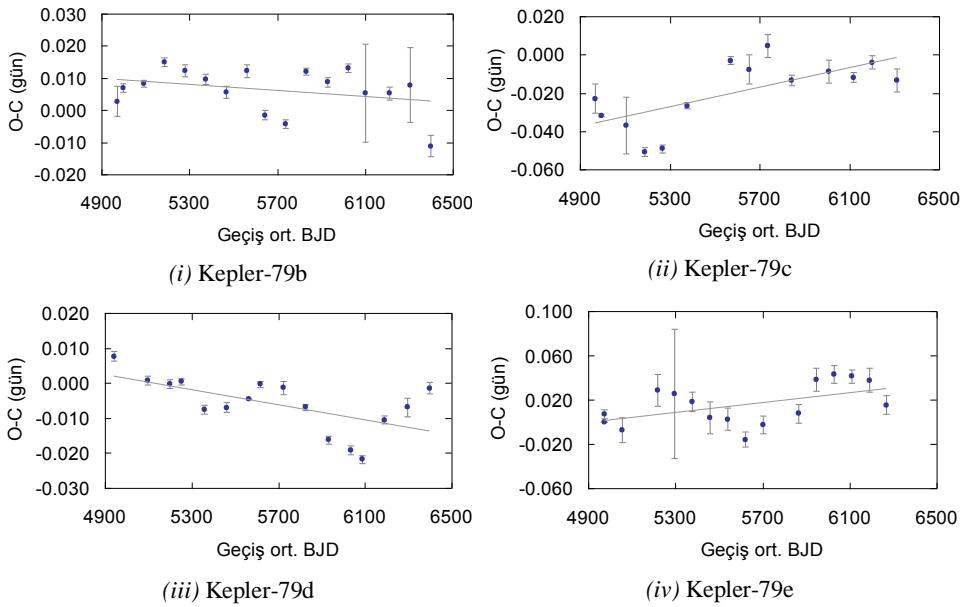 0.030
0.020
0.010
0.000
-0.010
-0.020
O-C (gün)
4900 5300 5700 6100 6500
Geçiş ort. BJD
(i) Kepler-79b
0.020
0.000
-0.020
-0.040
-0.060
O-C (gün)
4900 5300 5700 6100 6500
Geçiş ort. BJD
(ii) Kepler-79c
0.020
0.010
0.000
-0.010
-0.020
-0.030
O-C (gün)
4900 5300 5700 6100 6500
Geçiş ort. BJD
(iii) Kepler-79d
0.100
0.060
0.020
-0.020
-0.060
O-C (gün)
4900 5300 5700 6100 6500
Geçiş ort. BJD
(iv) Kepler-79e